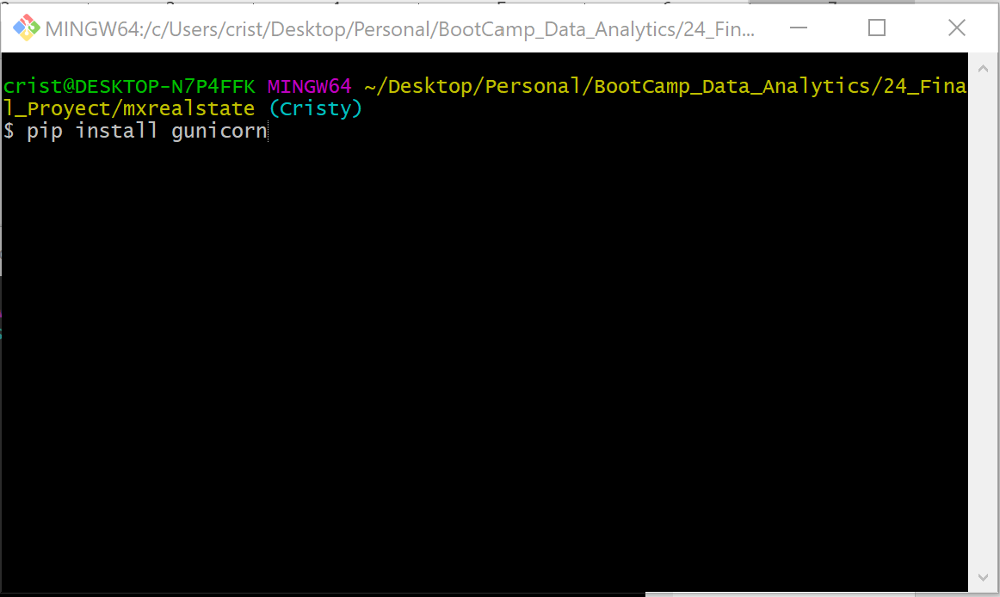 MINGW64:/c/Users/crist/Desktop/Personal/BootCamp_Data_Analytics/24_Fin...
crist@DESKTOP-N7P4FFK MINGW64 ~/Desktop/Personal/BootCamp_Data_Analytics/24_Fina
l_Proyect/mxrealstate (Cristy)
$ pip install gunicorn